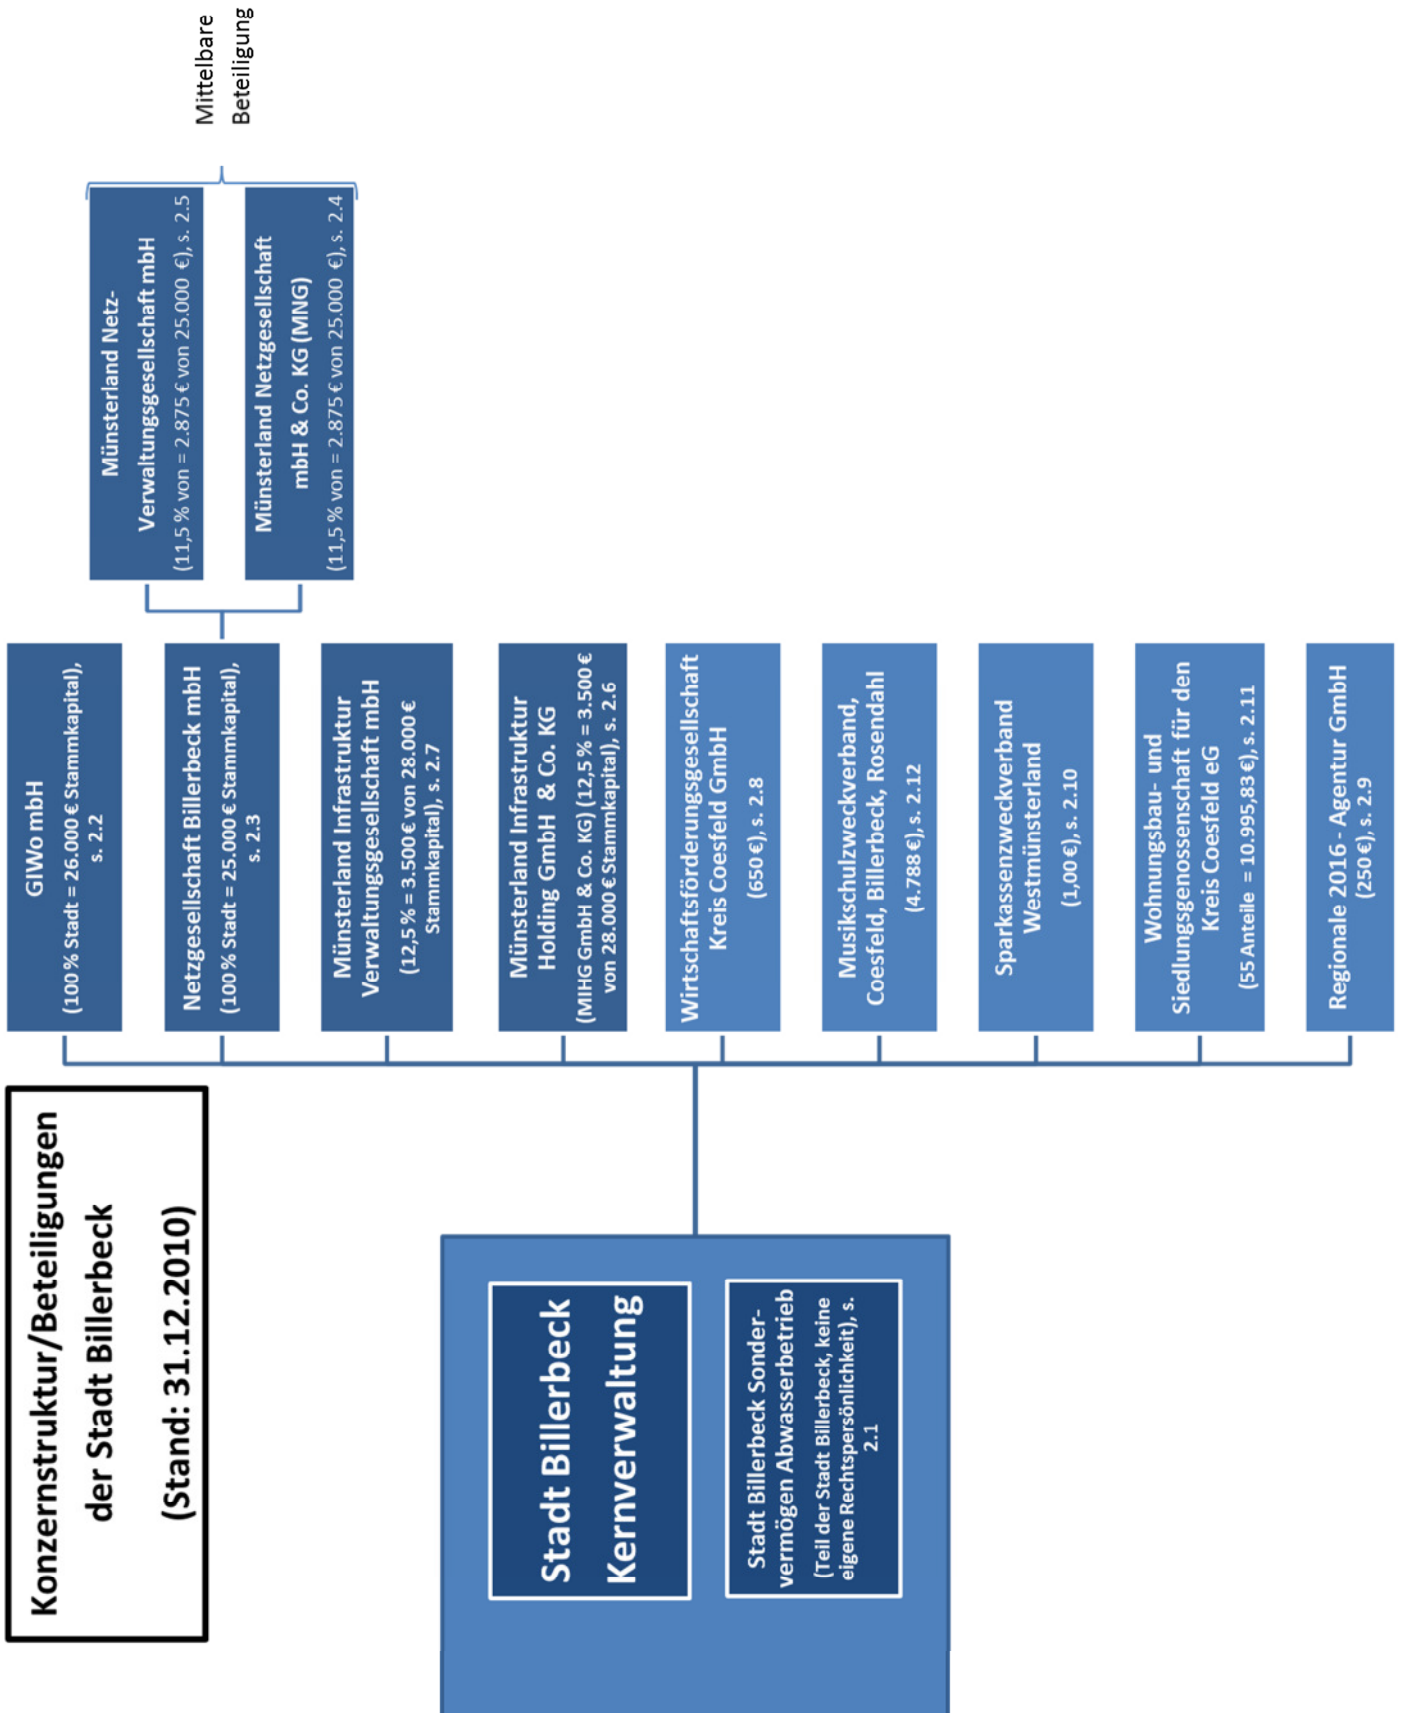 Konzernstruktur/Beteiligungen
der Stadt Billerbeck
(Stand: 31.12.2010)
Stadt Billerbeck
Kernverwaltung
Stadt Billerbeck Sonder-
vermögen Abwasserbetrieb
(Teil der Stadt Billerbeck, keine
eigene Rechtspersönlichkeit), s.
2.1
GIWo mbH
(100 % Stadt = 26.000 € Stammkapital),
s. 2.2
Netzgesellschaft Billerbeck mbH
(100 % Stadt = 25.000 € Stammkapital),
s. 2.3
Münsterland Infrastruktur
Verwaltungsgesellschaft mbH
(12,5 % = 3.500 € von 28.000 €
Stammkapital), s. 2.7
Münsterland Infrastruktur
Holding GmbH & Co. KG
(MIHG GmbH & Co. KG) (12,5 % = 3.500 €
von 28.000 € Stammkapital), s. 2.6
Wirtschaftsförderungsgesellschaft
Kreis Coesfeld GmbH
(650 €), s. 2.8
Musikschulzweckverband,
Coesfeld, Billerbeck, Rosendahl
(4.788 €), s. 2.12
Sparkassenzweckverband
Westmünsterland
(1,00 €), s. 2.10
Wohnungsbau- und
Siedlungsgenossenschaft für den
Kreis Coesfeld eG
(55 Anteile = 10.995,83 €), s. 2.11
Regionale 2016 - Agentur GmbH
(250 €), s. 2.9
Münsterland Netz-
Verwaltungsgesellschaft mbH
(11,5 % von = 2.875 € von 25.000 €), s. 2.5
Münsterland Netzgesellschaft
mbH & Co. KG (MNG)
(11,5 % von = 2.875 € von 25.000 €), s. 2.4
Mittelbare
Beteiligung